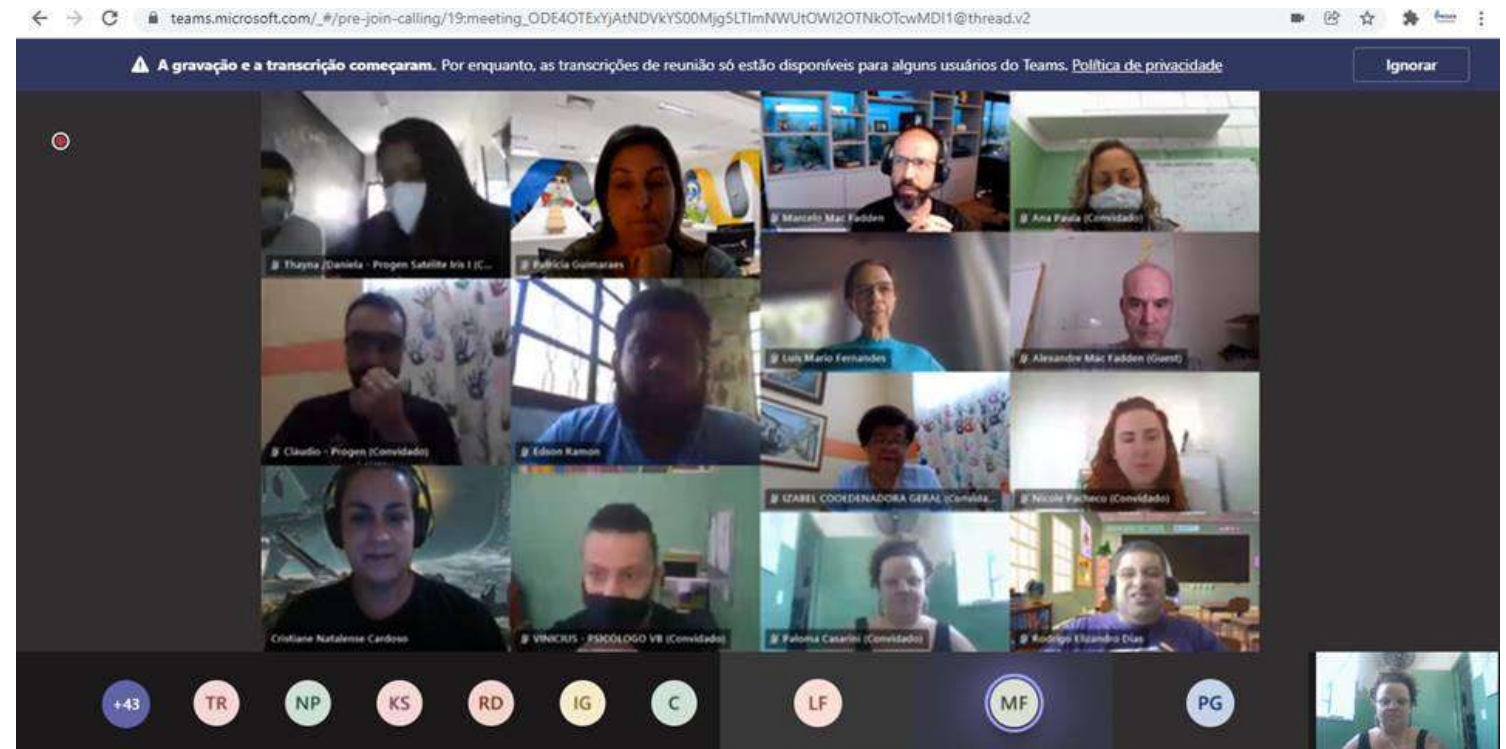 teams.microsoft.com/_#/pre-join-calling/19:meeting_ODE4OTExYjAtNDVkYS00Mjg5LTlmNWUtOWI2OTNkOTcwMDI1@thread.v2
A gravação e a transcrição começaram. Por enquanto, as transcrições de reunião só estão disponíveis para alguns usuários do Teams. Política de privacidade
Ignorar
Thayna /Daniela - Progen Satelite Iris I (C...
Patricia Guimaraes
Marcelo Mac Fadden
Ana Paula (Convidado)
Luis Mario Fernandes
Alexandre Mac Fadden (Guest)
Cláudio - Progen (Convidado)
Edson Ramon
IZABEL COOEDENADORA GERAL (Convida...
Nicole Pacheco (Convidado)
Cristiane Natalense Cardoso
VINICIUS - PSICÓLOGO VB (Convidado)
Paloma Casarini (Convidado)
Rodrigo Elizandro Dias
+43
TR
NP
KS
RD
IG
C
LF
MF
PG